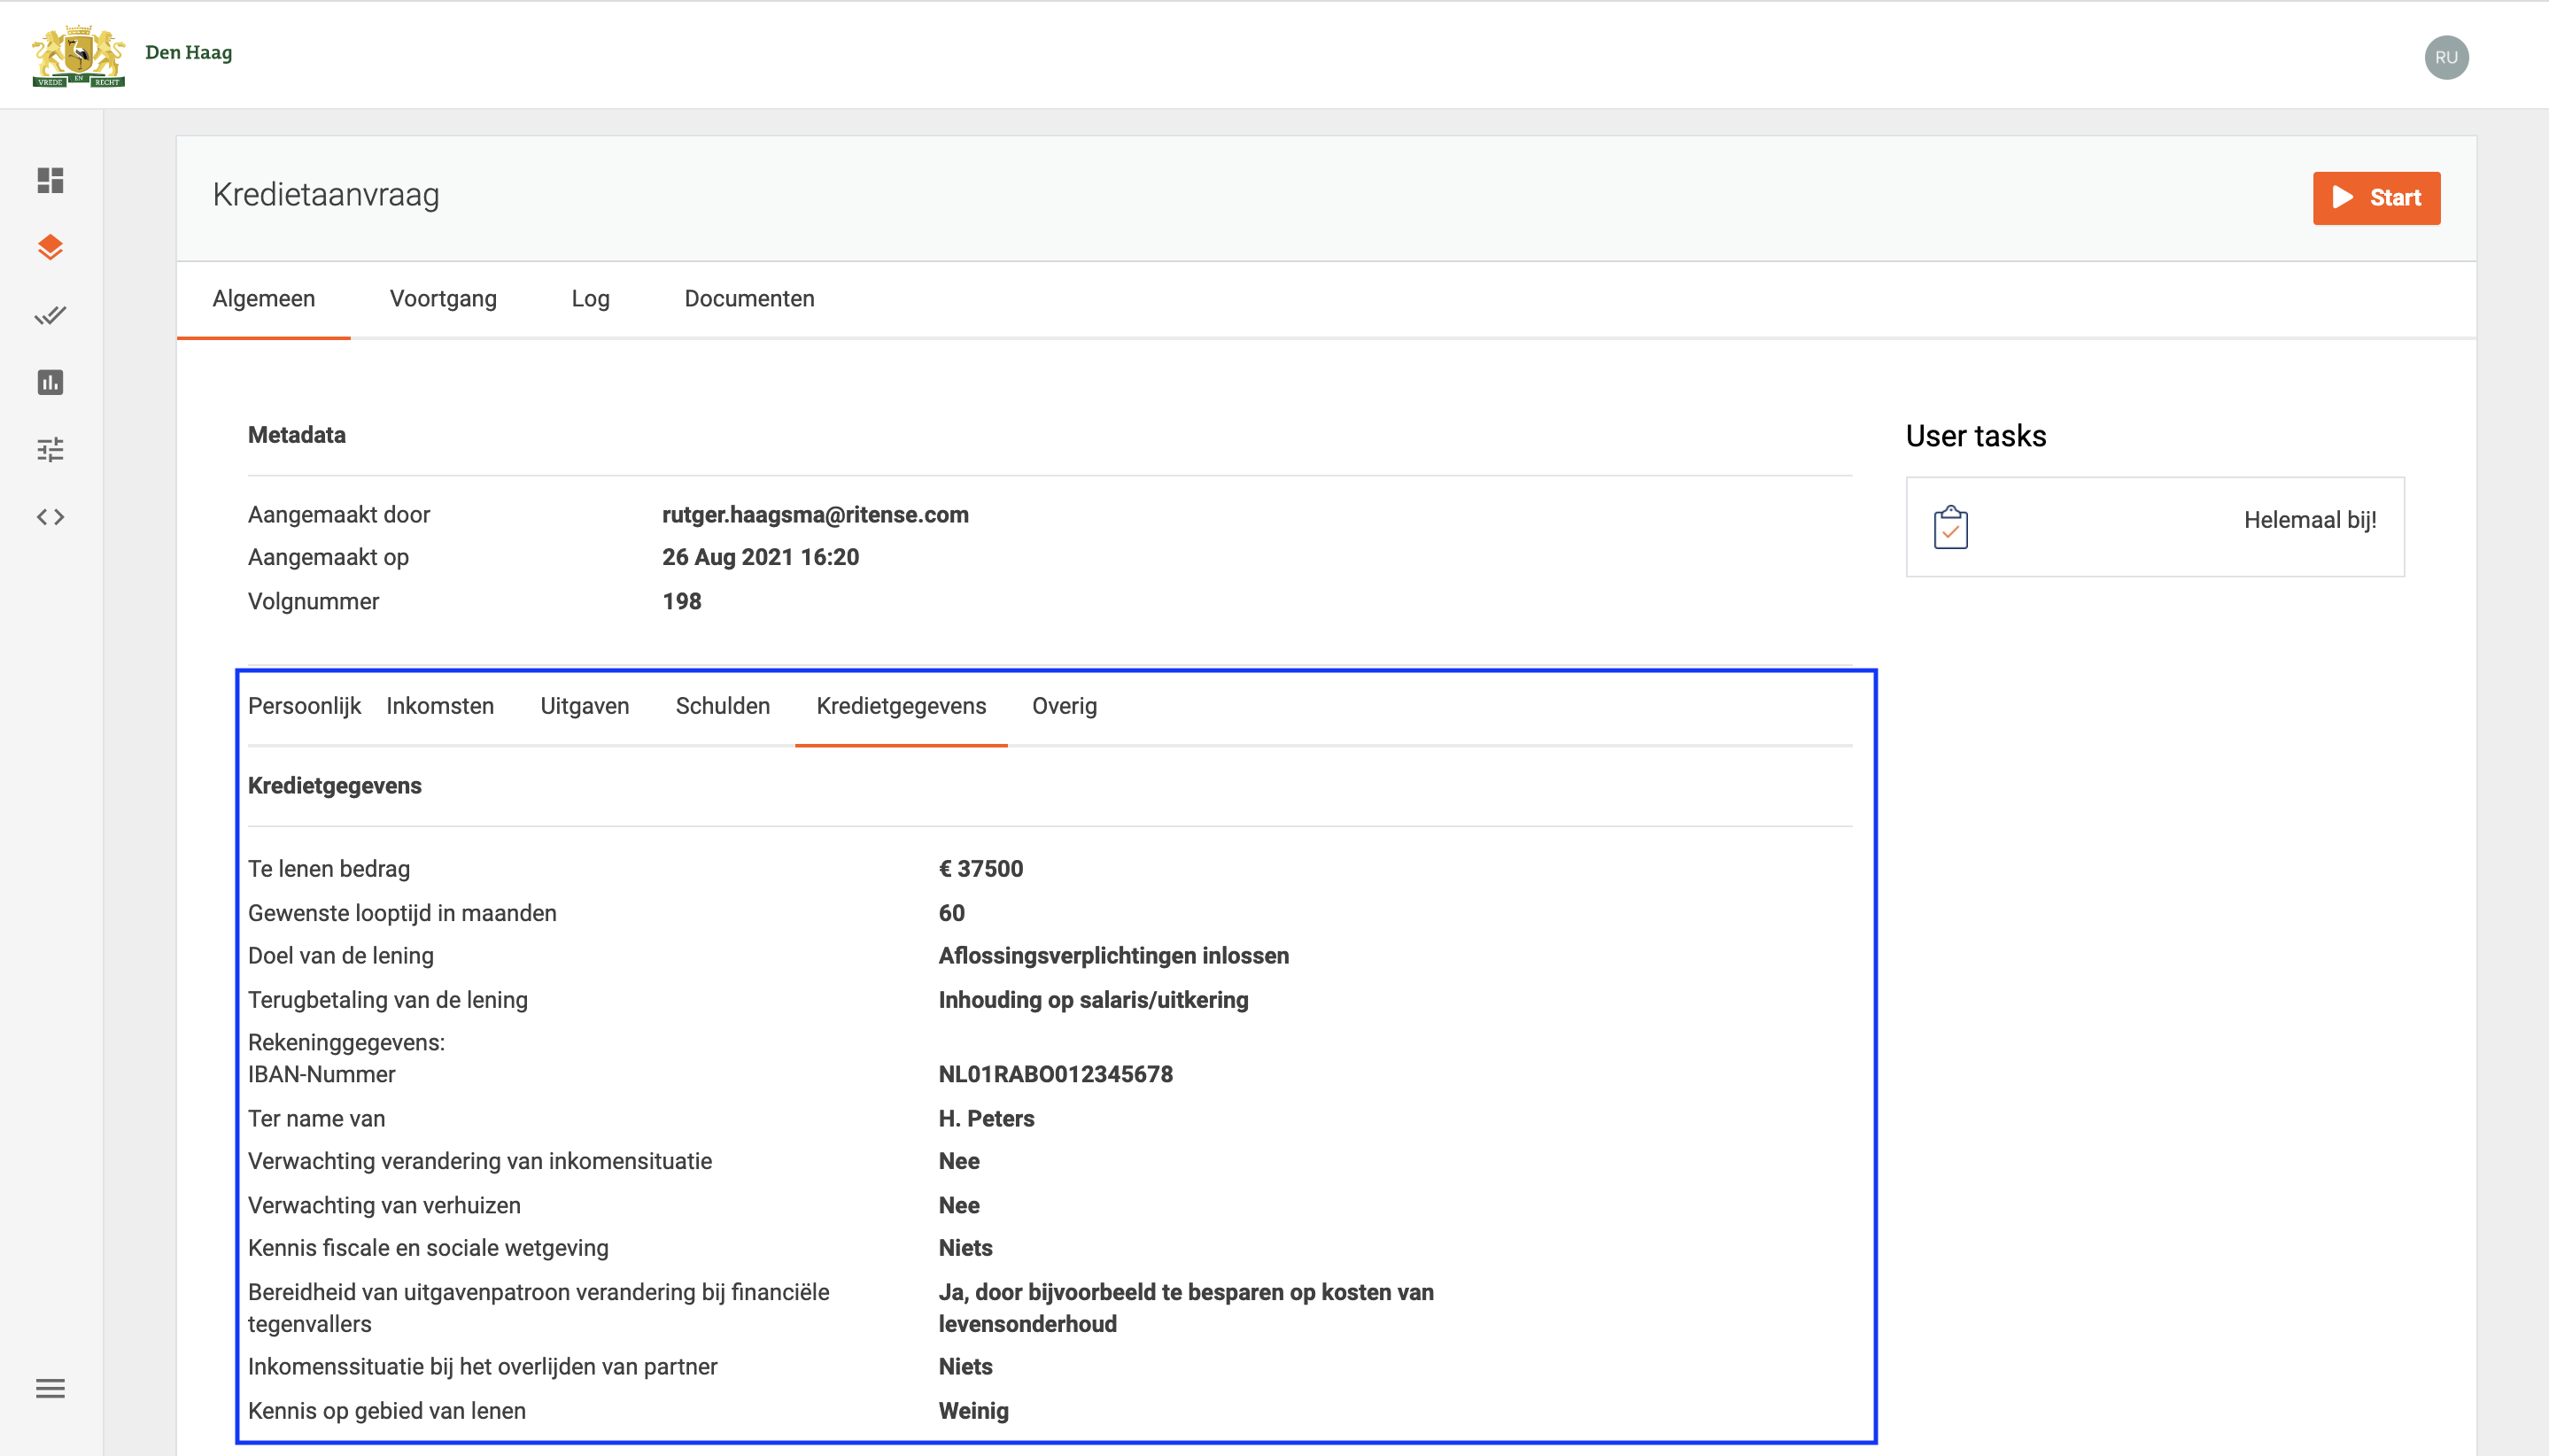 VREDE EN RECHT
Den Haag
RU
Kredietaanvraag
Start
Algemeen Voortgang Log Documenten
Metadata
Aangemaakt door rutger.haagsma@ritense.com
Aangemaakt op 26 Aug 2021 16:20
Volgnummer 198
User tasks
Helemaal bij!
Persoonlijk Inkomsten Uitgaven Schulden Kredietgegevens Overig
Kredietgegevens
Te lenen bedrag € 37500
Gewenste looptijd in maanden 60
Doel van de lening Aflossingsverplichtingen inlossen
Terugbetaling van de lening Inhouding op salaris/uitkering
Rekeninggegevens:
IBAN-Nummer NL01RABO012345678
Ter name van H. Peters
Verwachting verandering van inkomensituatie Nee
Verwachting van verhuizen Nee
Kennis fiscale en sociale wetgeving Niets
Bereidheid van uitgavenpatroon verandering bij financiële Ja, door bijvoorbeeld te besparen op kosten van
tegenvallers levensonderhoud
Inkomenssituatie bij het overlijden van partner Niets
Kennis op gebied van lenen Weinig